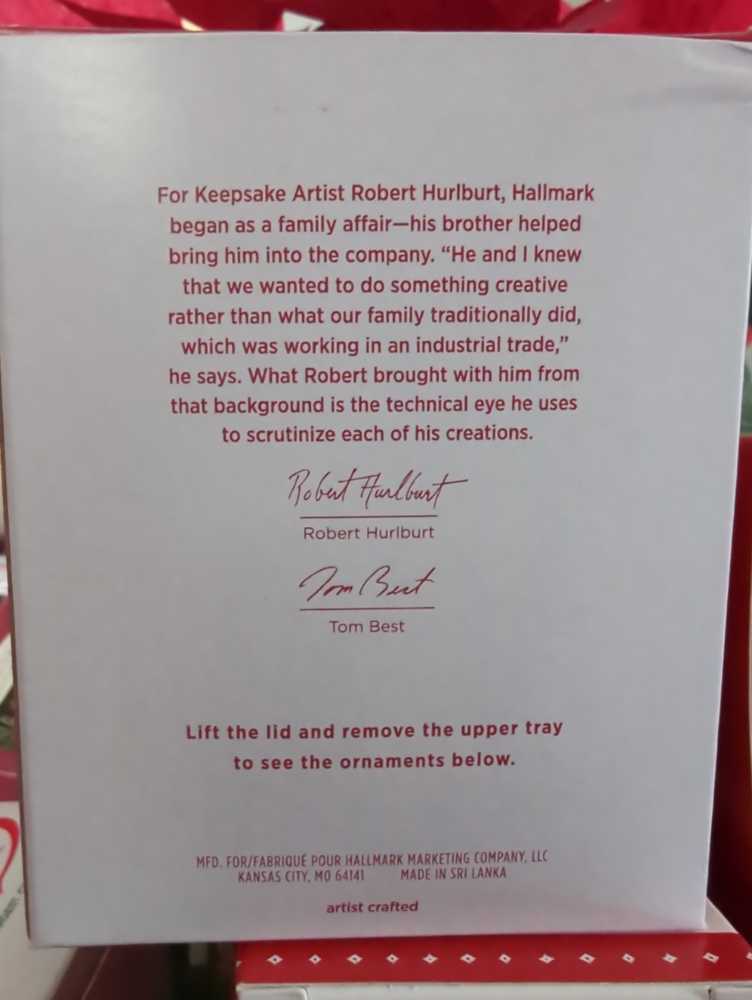 For Keepsake Artist Robert Hurlburt, Hallmark
began as a family affair—his brother helped
bring him into the company. “He and I knew
that we wanted to do something creative
rather than what our family traditionally did,
which was working in an industrial trade,”
he says. What Robert brought with him from
that background is the technical eye he uses
to scrutinize each of his creations.
Robert Hurlburt
Robert Hurlburt
Tom Best
Tom Best
Lift the lid and remove the upper tray
to see the ornaments below.
MFD. FOR/FABRIQUÉ POUR HALLMARK MARKETING COMPANY, LLC
KANSAS CITY, MO 64141 MADE IN SRI LANKA
artist crafted